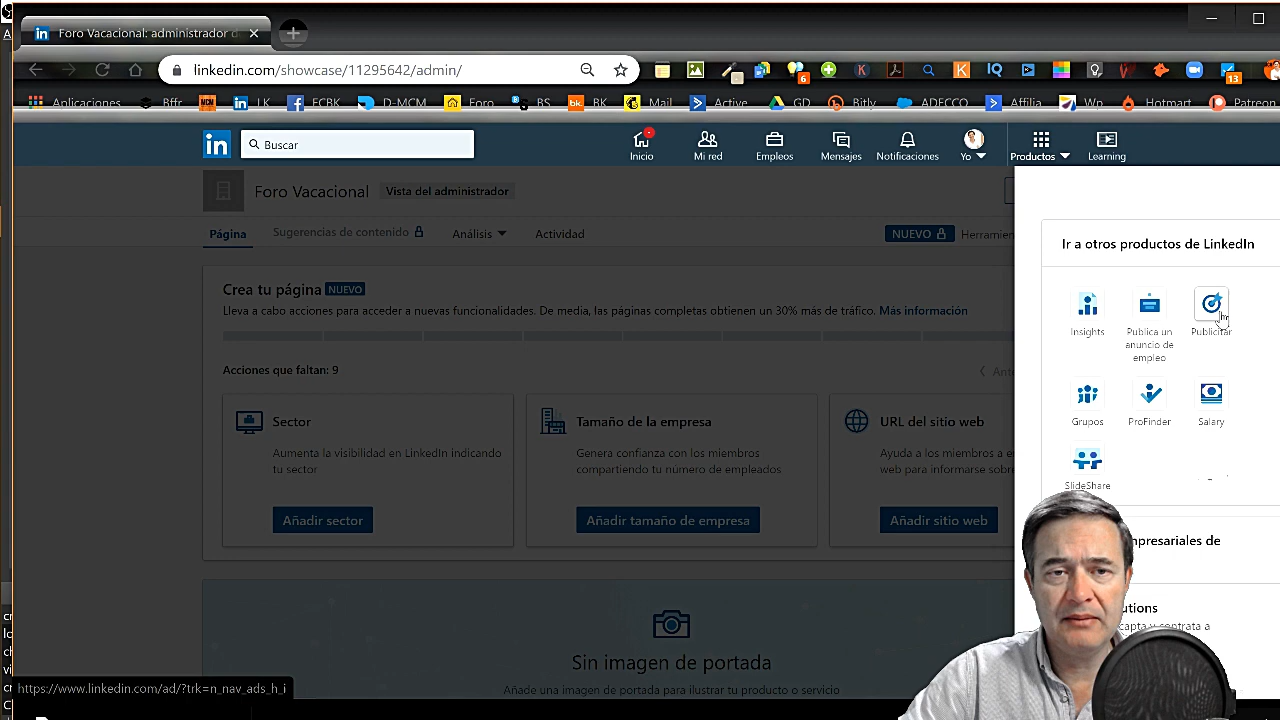 Foro Vacacional: administrador d
linkedin.com/showcase/11295642/admin/
6
13
Aplicaciones
Bffr
LK
FCBK
D-MCM
Foro
BS
BK
Mail
Active
GD
Bitly
ADECCO
Affilia
Wp
Hotmart
Patreon
in
Buscar
Inicio
Mi red
Empleos
Mensajes
Notificaciones
Yo
Productos
Learning
Foro Vacacional
Vista del administrador
Página
Sugerencias de contenido
Análisis
Actividad
NUEVO
Herramien
Crea tu página NUEVO
Lleva a cabo acciones para acceder a nuevas funcionalidades. De media, las páginas completas obtienen un 30% más de tráfico. Más información
Acciones que faltan: 9
Ante
Sector
Aumenta la visibilidad en LinkedIn indicando
tu sector
Añadir sector
Tamaño de la empresa
Genera confianza con los miembros
compartiendo tu número de empleados
Añadir tamaño de empresa
URL del sitio web
Ayuda a los miembros a e
web para informarse sobre
Añadir sitio web
Sin imagen de portada
Añade una imagen de portada para ilustrar tu producto o servicio
Ir a otros productos de LinkedIn
Insights
Publica un
anuncio de
empleo
Publicitar
Grupos
ProFinder
Salary
SlideShare
mpresariales de
utions
capta y contrata a
https://www.linkedin.com/ad/?trk=n_nav_ads_h_i